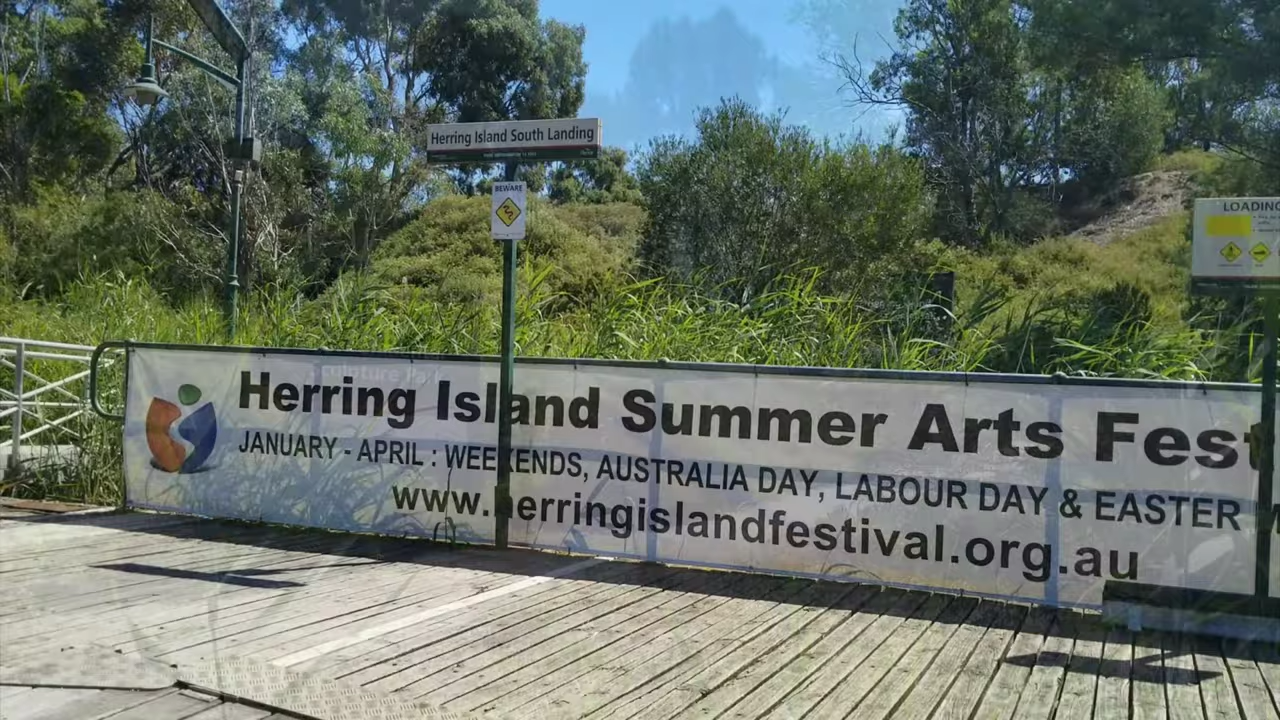 Herring Island South Landing
BEWARE
LOADING
Herring Island Summer Arts Fest
JANUARY - APRIL : WEEKENDS, AUSTRALIA DAY, LABOUR DAY & EASTER
www.herringislandfestival.org.au